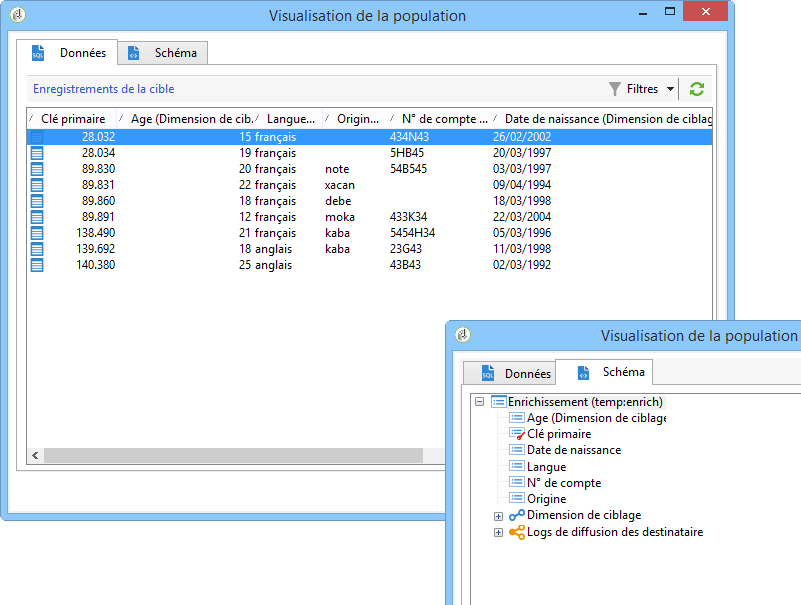 Visualisation de la population
Données Schéma
Enregistrements de la cible Filtres
Clé primaire Age (Dimension de cib. Langue... Origin... N° de compte ... Date de naissance (Dimension de ciblag
28.032 15 français 434N43 26/02/2002
28.034 19 français 5HB45 20/03/1997
89.830 20 français note 54B545 03/03/1997
89.831 22 français xacan 09/04/1994
89.860 18 français debe 18/03/1998
89.891 12 français moka 433K34 22/03/2004
138.490 21 français kaba 5454H34 05/03/1996
139.692 18 anglais kaba 23G43 11/03/1998
140.380 25 anglais 43B43 02/03/1992
Visualisation de la population
Données Schéma
Enrichissement (temp:enrich)
Age (Dimension de ciblage
Clé primaire
Date de naissance
Langue
N° de compte
Origine
Dimension de ciblage
Logs de diffusion des destinataire